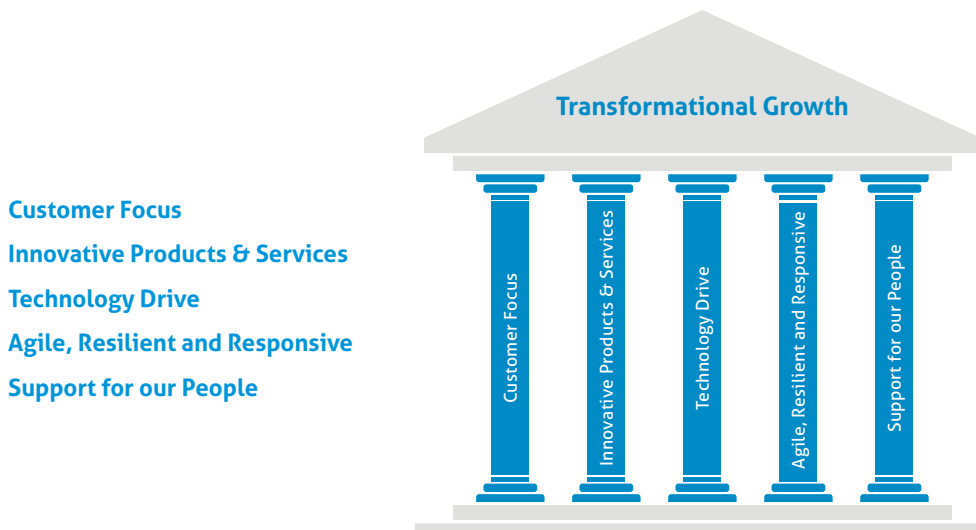 Transformational Growth
Customer Focus
Innovative Products & Services
Technology Drive
Agile, Resilient and Responsive
Support for our People
Customer Focus
Innovative Products & Services
Technology Drive
Agile, Resilient and Responsive
Support for our People